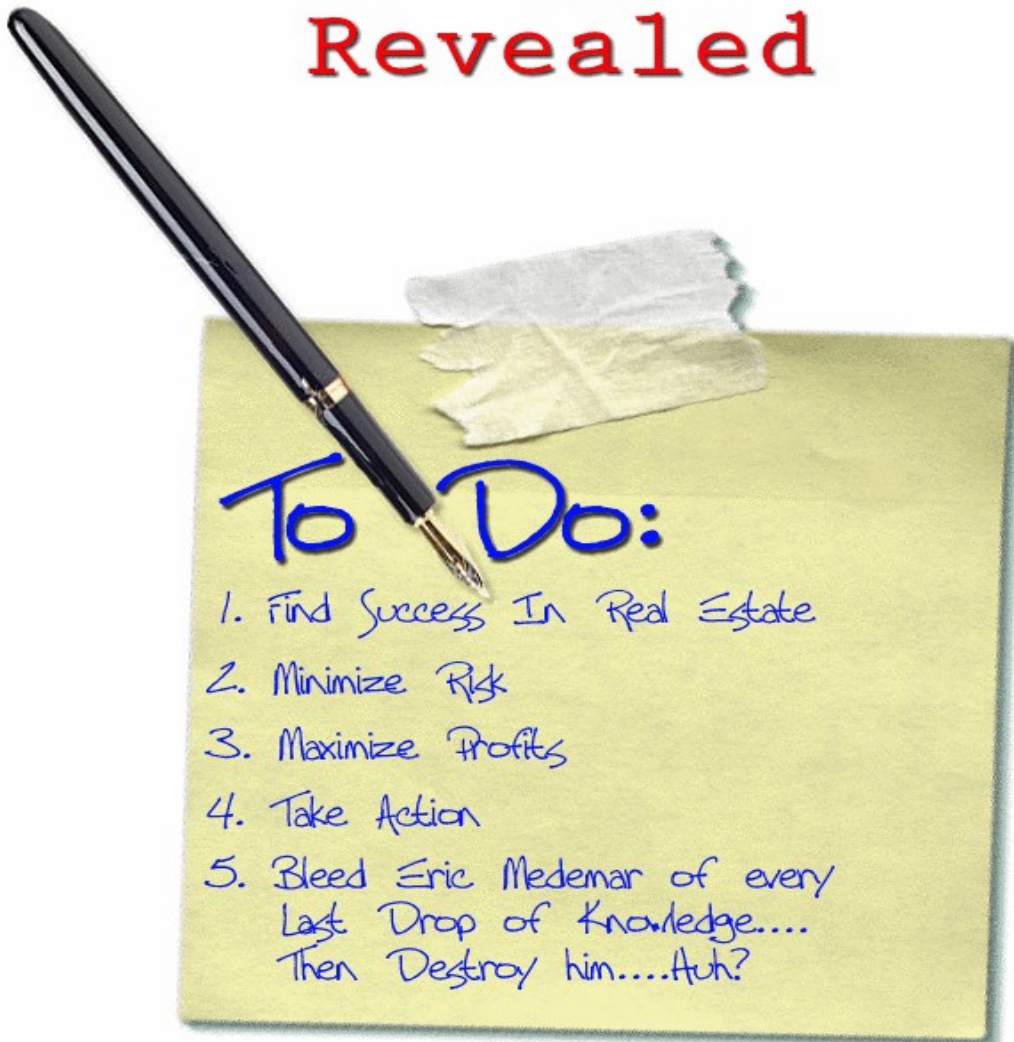 Revealed
To Do:
1. Find Success In Real Estate
2. Minimize Risk
3. Maximize Profits
4. Take Action
5. Bleed Eric Medemar of every
Last Drop of Knowledge....
Then Destroy him....Huh?